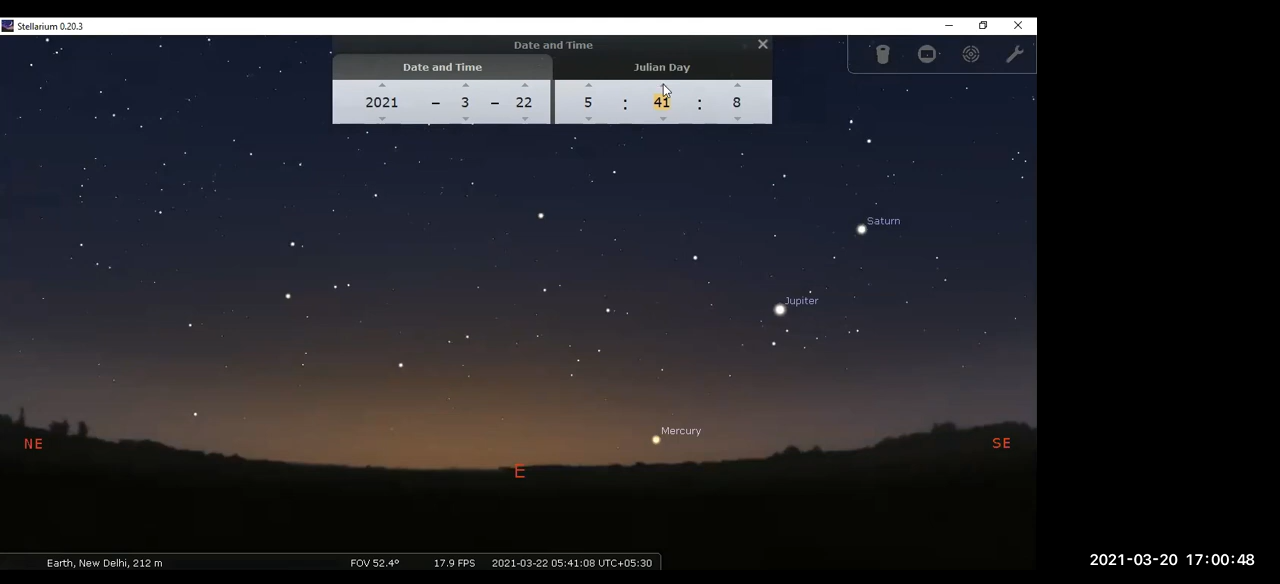 Stellarium 0.20.3
Date and Time
Date and Time
Julian Day
2021 - 3 - 22 5 : 41 : 8
Saturn
Jupiter
Mercury
NE
SE
E
Earth, New Delhi, 212 m FOV 52.4° 17.9 FPS 2021-03-22 05:41:08 UTC+05:30
2021-03-20 17:00:48